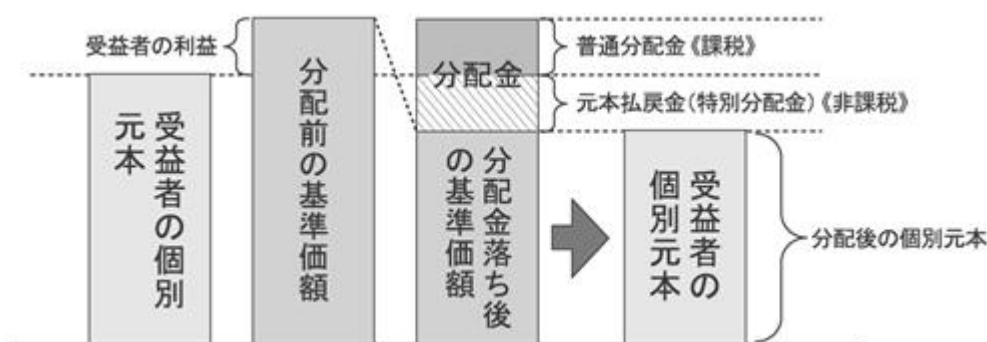 受益者の利益
受益者の個別
元本
分配前の基準価額
分配金
分配金落ち後
の基準価額
普通分配金《課税》
元本払戻金(特別分配金)《非課税》
受益者の
個別元本
分配後の個別元本